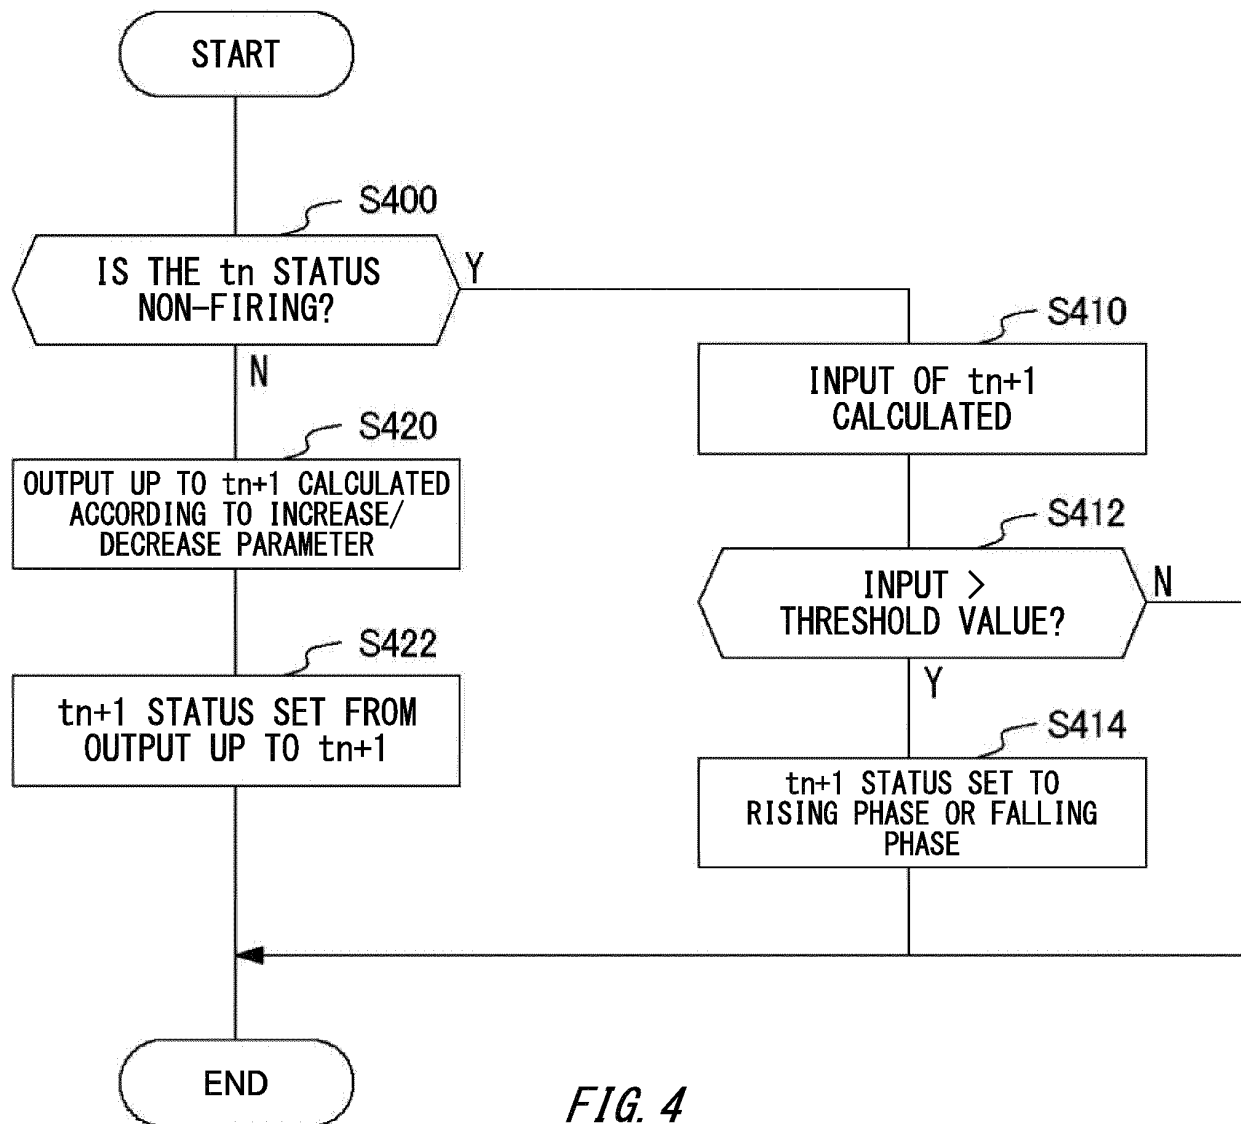 START
S400
IS THE tn STATUS
NON-FIRING?
Y
N
S410
INPUT OF tn+1
CALCULATED
S420
OUTPUT UP TO tn+1 CALCULATED
ACCORDING TO INCREASE/
DECREASE PARAMETER
S412
INPUT >
THRESHOLD VALUE?
N
Y
S422
tn+1 STATUS SET FROM
OUTPUT UP TO tn+1
S414
tn+1 STATUS SET TO
RISING PHASE OR FALLING
PHASE
END
FIG. 4